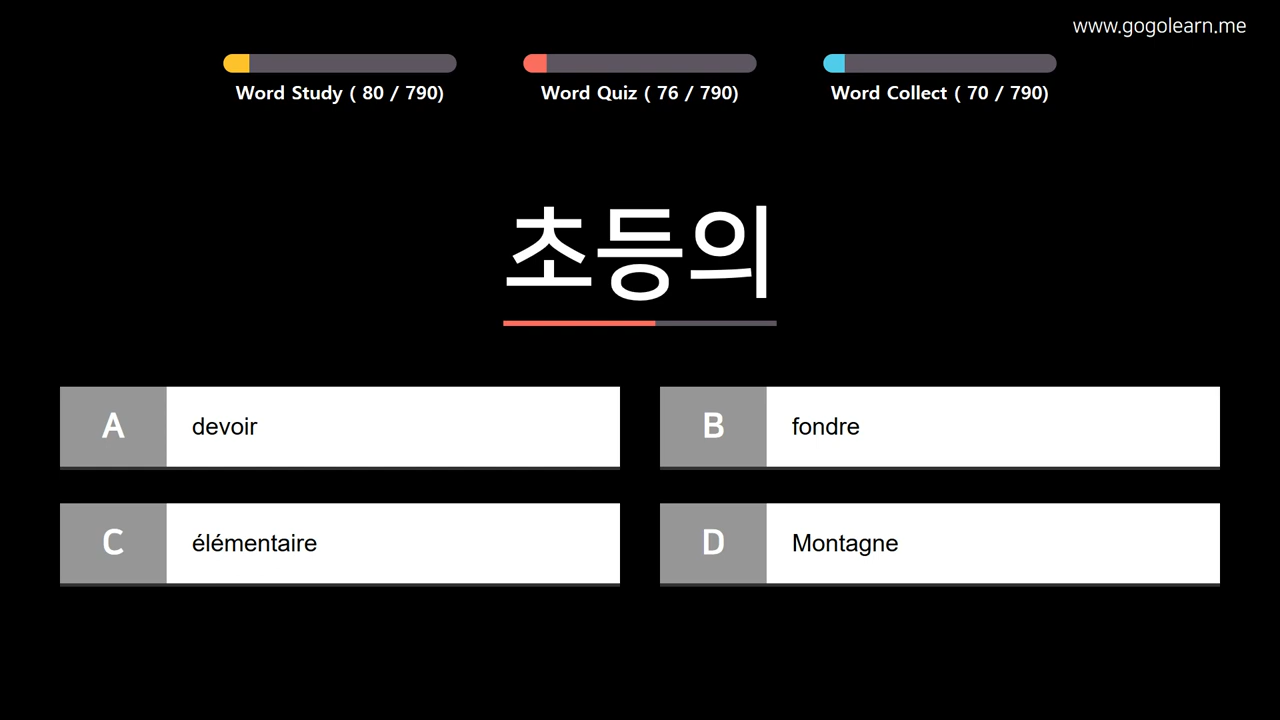 www.gogolearn.me
Word Study ( 80 / 790)
Word Quiz ( 76 / 790)
Word Collect ( 70 / 790)
초등의
A devoir
B fondre
C élémentaire
D Montagne